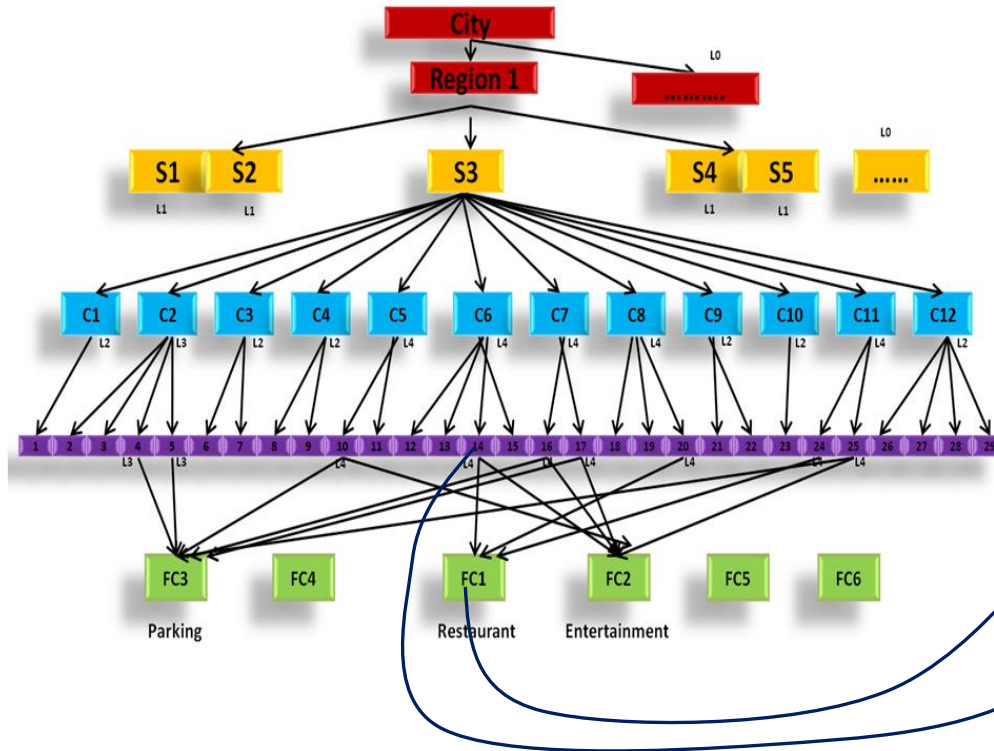 City
L0
Region 1
..........
L0
S1 S2 S3 S4 S5 ......
L1 L1 L1 L1
C1 C2 C3 C4 C5 C6 C7 C8 C9 C10 C11 C12
L2 L3 L2 L2 L4 L4 L4 L4 L2 L2 L4 L2
1 2 3 4 5 6 7 8 9 10 11 12 13 14 15 16 17 18 19 20 21 22 23 24 25 26 27 28 29
L3 L3 L4 L4 L4 L4 L4 L4
FC3 FC4 FC1 FC2 FC5 FC6
Parking Restaurant Entertainment